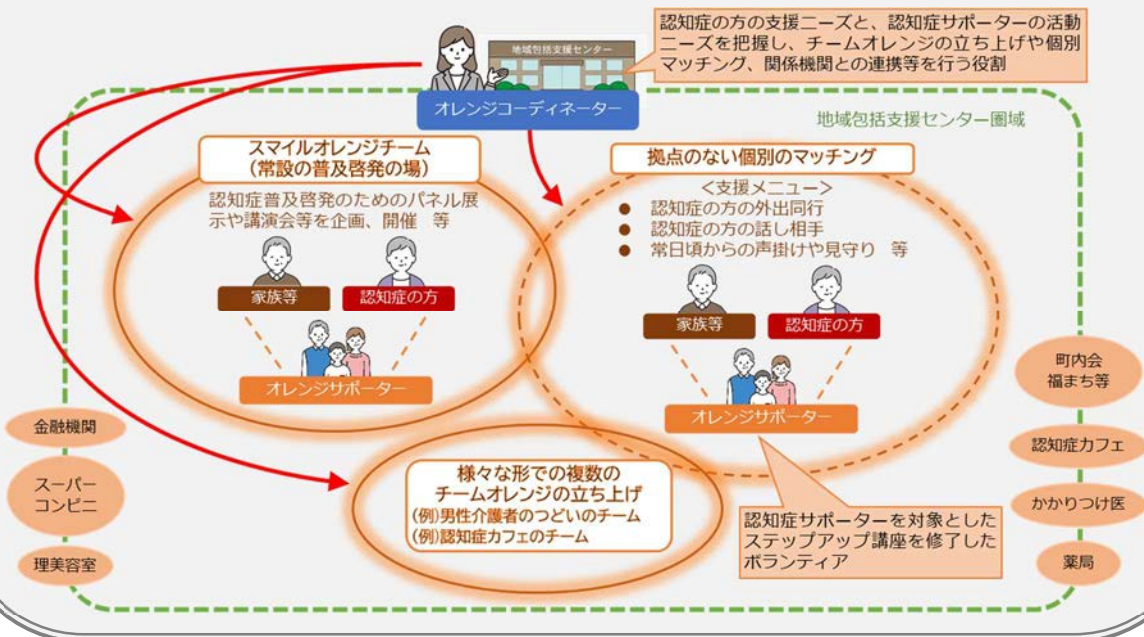 地域包括支援センター
オレンジコーディネーター
認知症の方の支援ニーズと、認知症サポーターの活動
ニーズを把握し、チームオレンジの立ち上げや個別
マッチング、関係機関との連携等を行う役割
地域包括支援センター圏域
スマイルオレンジチーム
(常設の普及啓発の場)
認知症普及啓発のためのパネル展
示や講演会等を企画、開催　等
家族等
認知症の方
オレンジサポーター
拠点のない個別のマッチング
<支援メニュー>
● 認知症の方の外出同行
● 認知症の方の話し相手
● 常日頃からの声掛けや見守り　等
家族等
認知症の方
オレンジサポーター
様々な形での複数の
チームオレンジの立ち上げ
(例)男性介護者のつどいのチーム
(例)認知症カフェのチーム
認知症サポーターを対象とした
ステップアップ講座を修了した
ボランティア
金融機関
スーパー
コンビニ
理美容室
町内会
福まち等
認知症カフェ
かかりつけ医
薬局